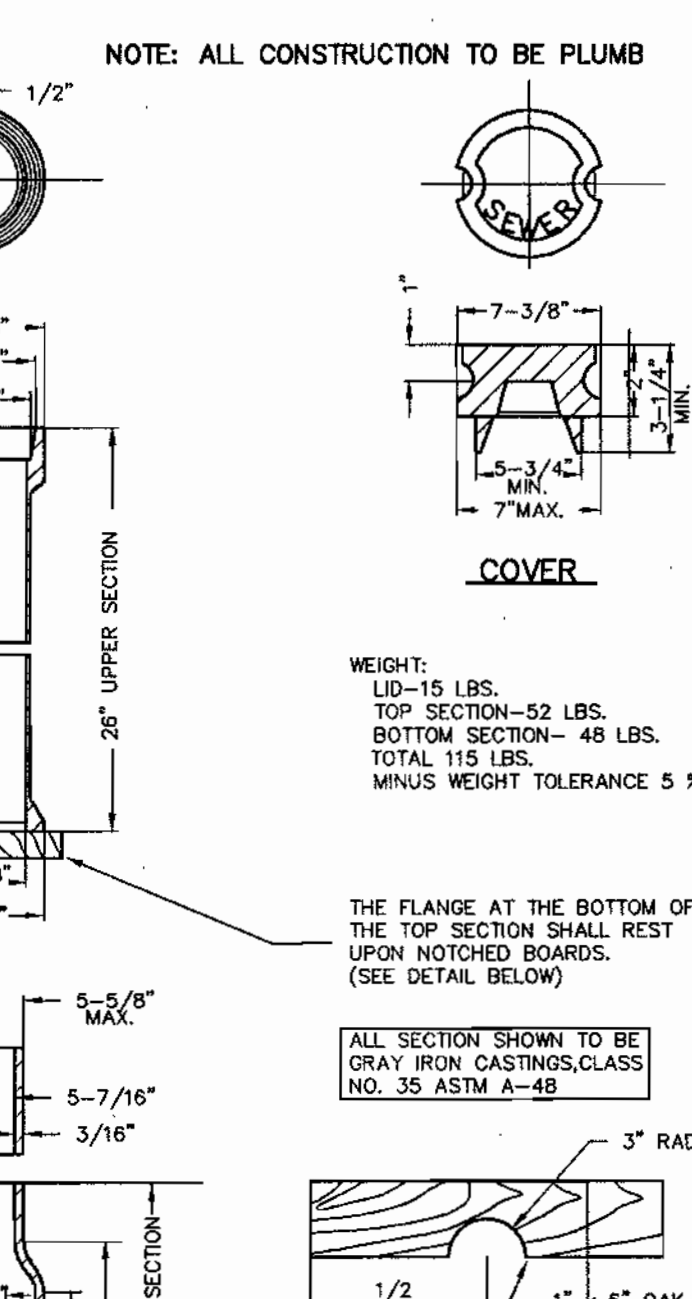 NOTE: ALL CONSTRUCTION TO BE PLUMB
1/2"
SEWER
1"
7-3/8"
2"
3-1/4"
MIN.
5-3/4"
MIN.
7"MAX.
COVER
26" UPPER SECTION
WEIGHT:
LID-15 LBS.
TOP SECTION-52 LBS.
BOTTOM SECTION- 48 LBS.
TOTAL 115 LBS.
MINUS WEIGHT TOLERANCE 5 %
THE FLANGE AT THE BOTTOM OF
THE TOP SECTION SHALL REST
UPON NOTCHED BOARDS.
(SEE DETAIL BELOW)
5-5/8"
MAX.
ALL SECTION SHOWN TO BE
GRAY IRON CASTINGS,CLASS
NO. 35 ASTM A-48
5-7/16"
3/16"
3" RAD
SECTION
1/2